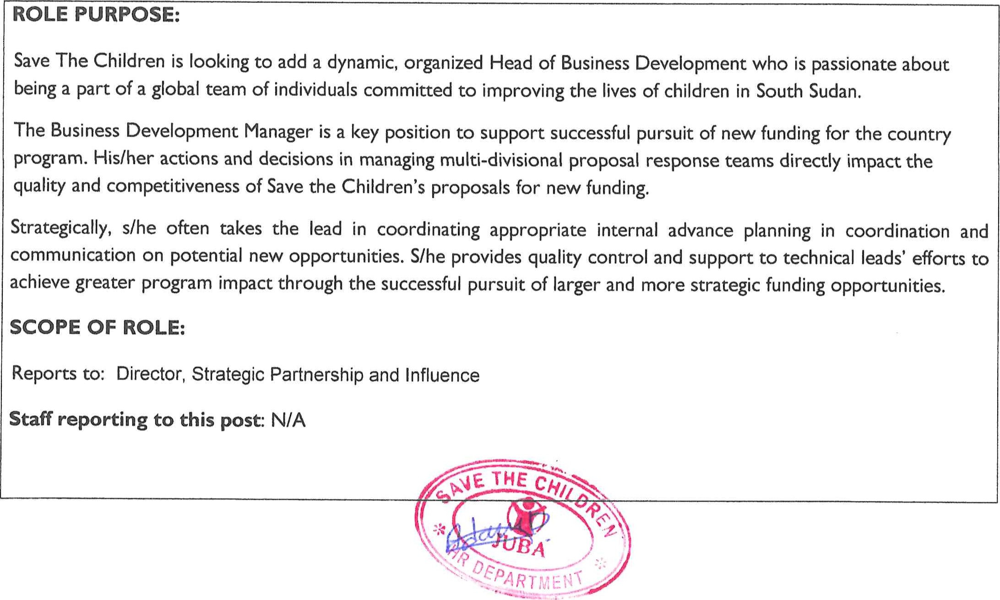 ROLE PURPOSE:
Save The Children is looking to add a dynamic, organized Head of Business Development who is passionate about
being a part of a global team of individuals committed to improving the lives of children in South Sudan.
The Business Development Manager is a key position to support successful pursuit of new funding for the country
program. His/her actions and decisions in managing multi-divisional proposal response teams directly impact the
quality and competitiveness of Save the Children's proposals for new funding.
Strategically, s/he often takes the lead in coordinating appropriate internal advance planning in coordination and
communication on potential new opportunities. S/he provides quality control and support to technical leads' efforts to
achieve greater program impact through the successful pursuit of larger and more strategic funding opportunities.
SCOPE OF ROLE:
Reports to: Director, Strategic Partnership and Influence
Staff reporting to this post: N/A
SAVE THE CHILDREN
JUBA
HR DEPARTMENT